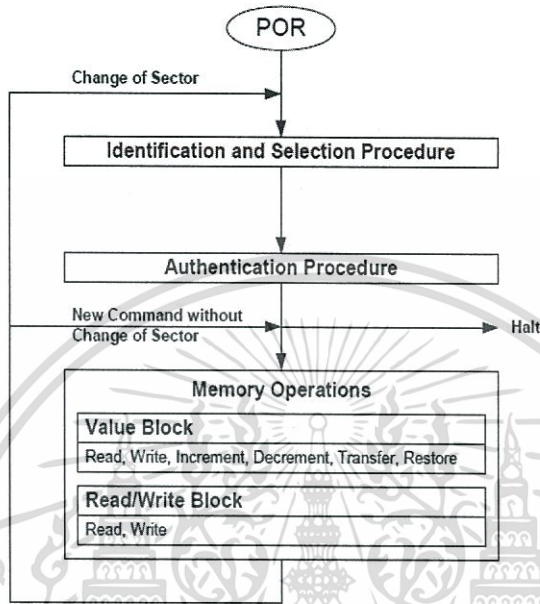 POR
Change of Sector
Identification and Selection Procedure
Authentication Procedure
New Command without
Change of Sector
Halt
Memory Operations
Value Block
Read, Write, Increment, Decrement, Transfer, Restore
Read/Write Block
Read, Write